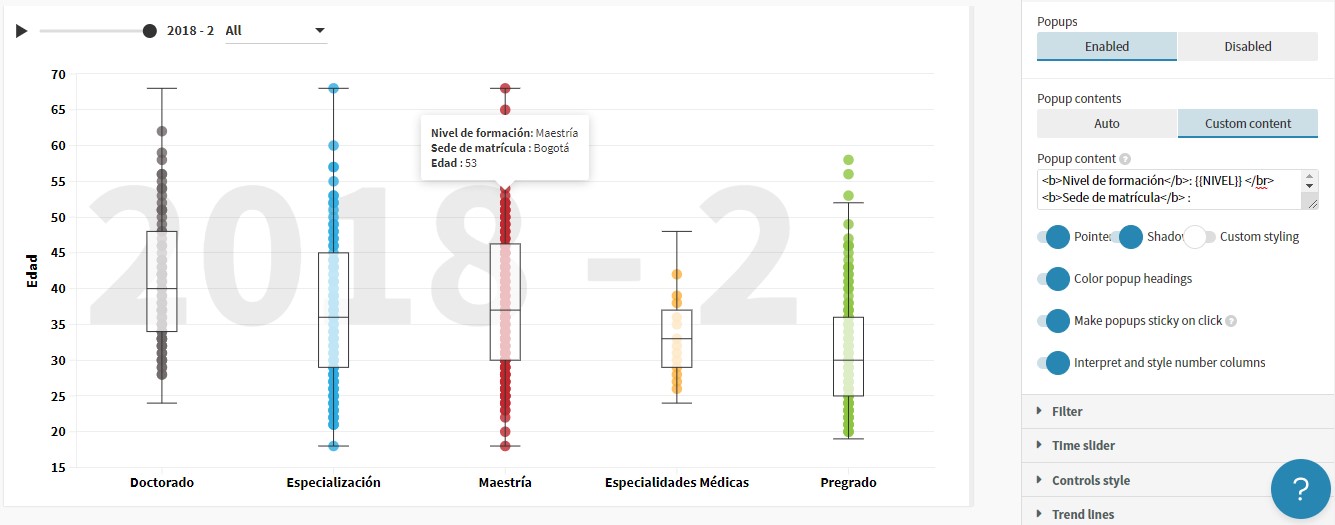 2018 - 2 All
70
65
60
55
50
45
40
35
30
25
20
15
Edad
2018 - 2
Nivel de formación: Maestría
Sede de matrícula : Bogotá
Edad : 53
Doctorado Especialización Maestría Especialidades Médicas Pregrado
Popups
Enabled Disabled
Popup contents
Auto Custom content
Popup content ?
<b>Nivel de formación</b>: {{NIVEL}} </br>
<b>Sede de matrícula</b> :
Pointe Shado Custom styling
Color popup headings
Make popups sticky on click ?
Interpret and style number columns
Filter
Time slider
Controls style
Trend lines
?